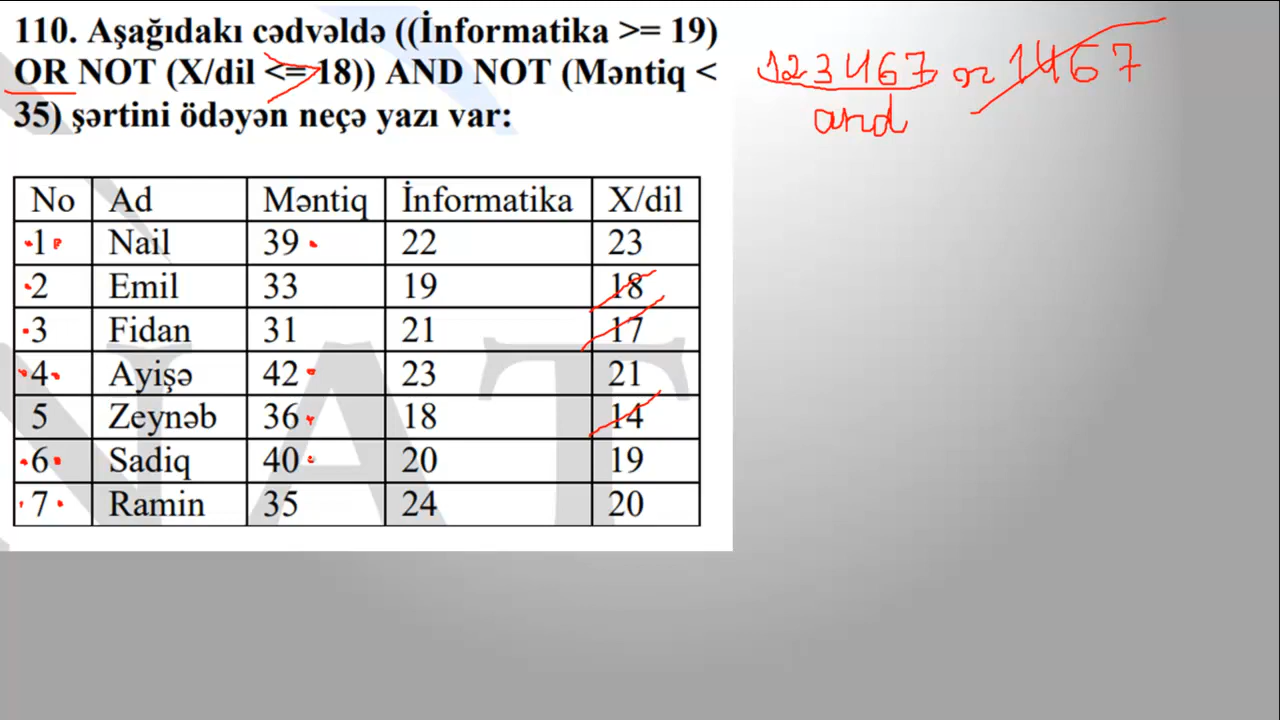 110. Aşağıdakı cədvəldə ((İnformatika >= 19)
OR NOT (X/dil <= 18)) AND NOT (Məntiq <
35) şərtini ödəyən neçə yazı var:
123467 or 1467
and
No Ad Məntiq İnformatika X/dil
1 Nail 39 22 23
2 Emil 33 19 18
3 Fidan 31 21 17
4 Ayişə 42 23 21
5 Zeynəb 36 18 14
6 Sadiq 40 20 19
7 Ramin 35 24 20
NAT